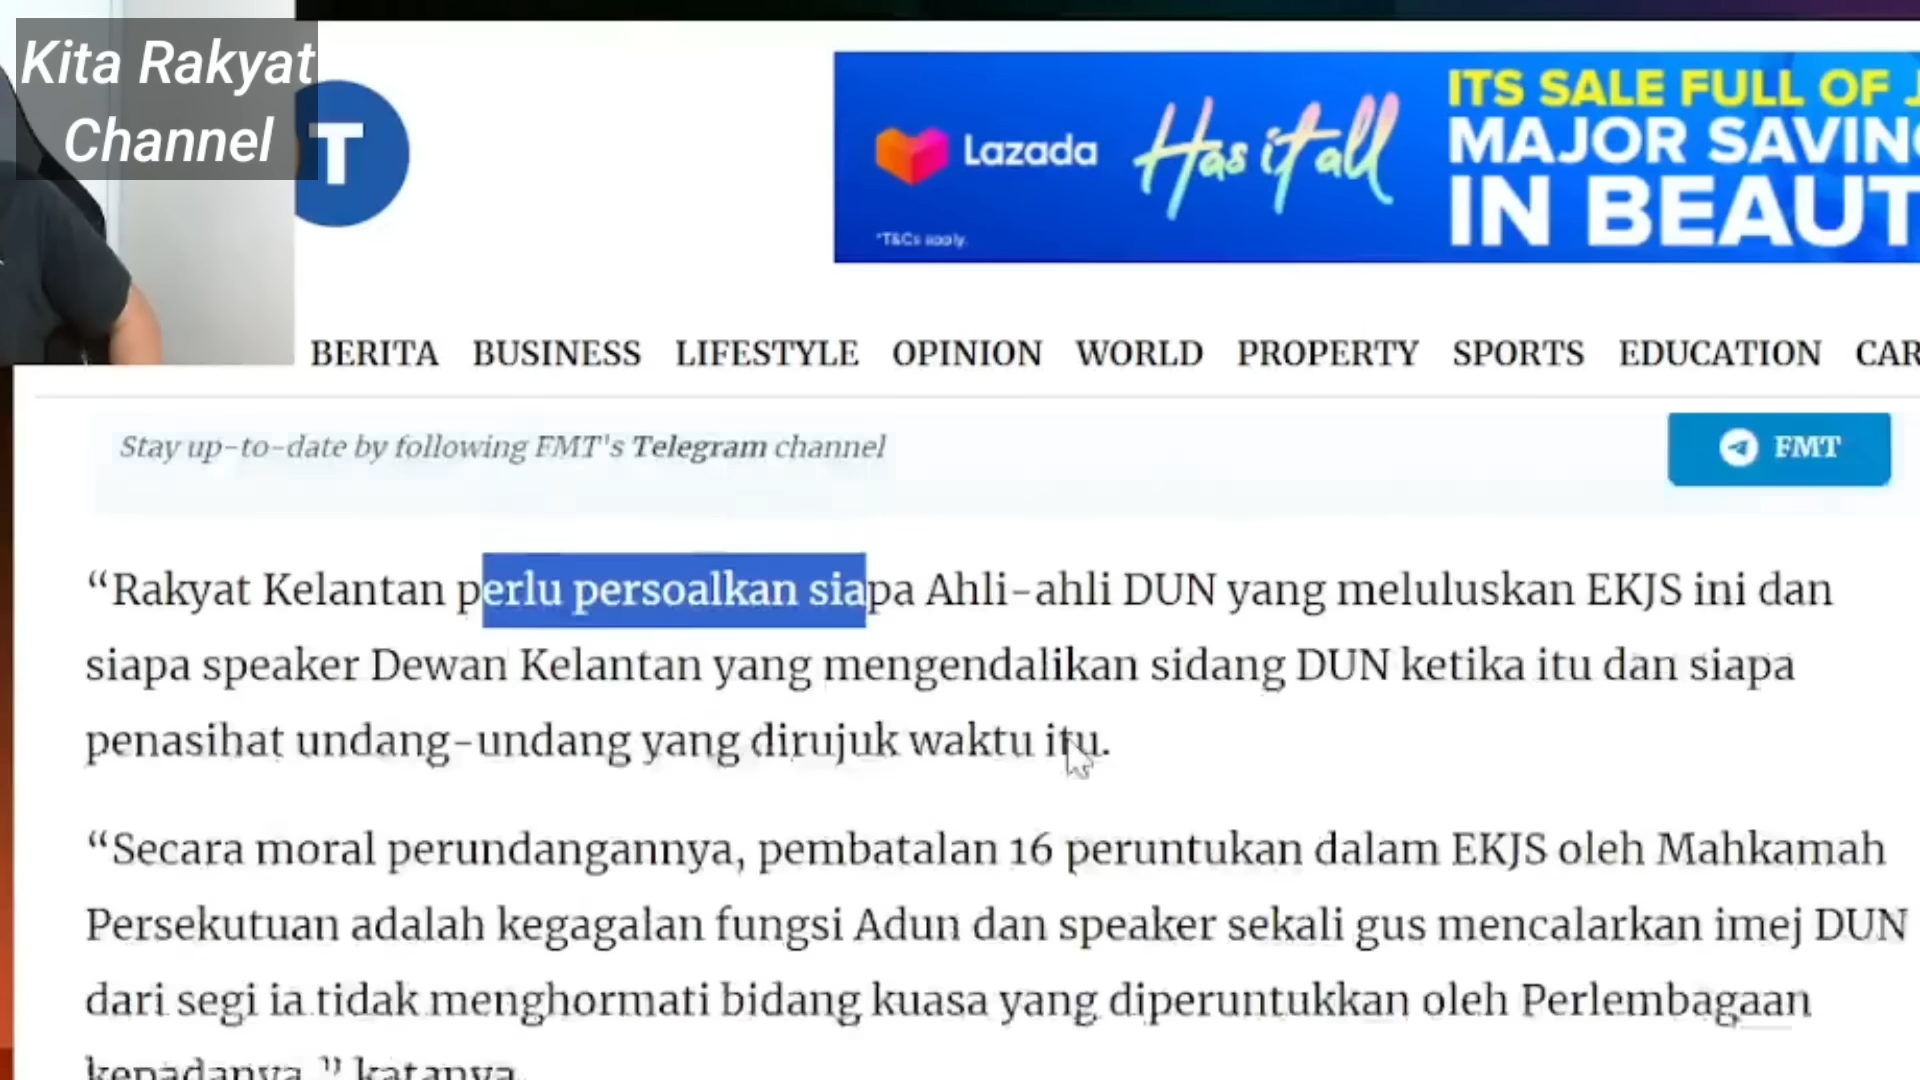 Kita Rakyat
Channel
T
Lazada
Has it all
*T&Cs apply.
ITS SALE FULL OF J
MAJOR SAVING
IN BEAUT
BERITA BUSINESS LIFESTYLE OPINION WORLD PROPERTY SPORTS EDUCATION CAR
Stay up-to-date by following FMT's Telegram channel
FMT
“Rakyat Kelantan perlu persoalkan siapa Ahli-ahli DUN yang meluluskan EKJS ini dan
siapa speaker Dewan Kelantan yang mengendalikan sidang DUN ketika itu dan siapa
penasihat undang-undang yang dirujuk waktu itu.
“Secara moral perundangannya, pembatalan 16 peruntukan dalam EKJS oleh Mahkamah
Persekutuan adalah kegagalan fungsi Adun dan speaker sekali gus mencalarkan imej DUN
dari segi ia tidak menghormati bidang kuasa yang diperuntukkan oleh Perlembagaan
kepadanya,” katanya.